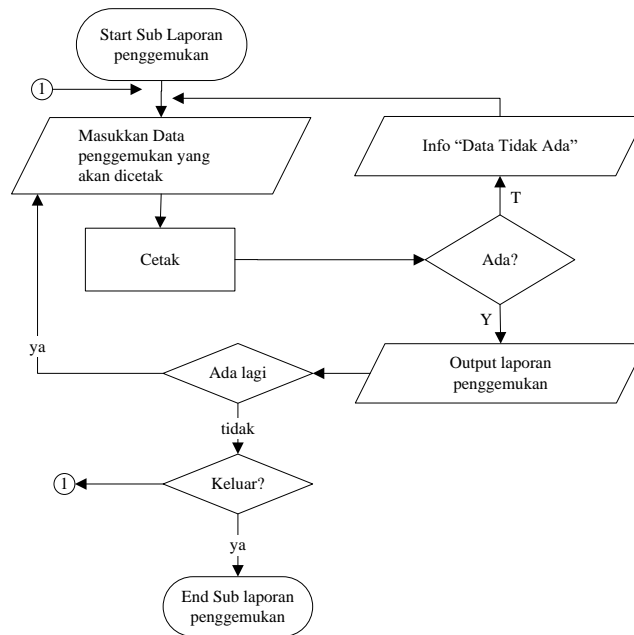 Start Sub Laporan
penggemukan
1
Masukkan Data
penggemukan yang
akan dicetak
Info “Data Tidak Ada”
T
Cetak
Ada?
Y
ya
Ada lagi
Output laporan
penggemukan
tidak
1
Keluar?
ya
End Sub laporan
penggemukan